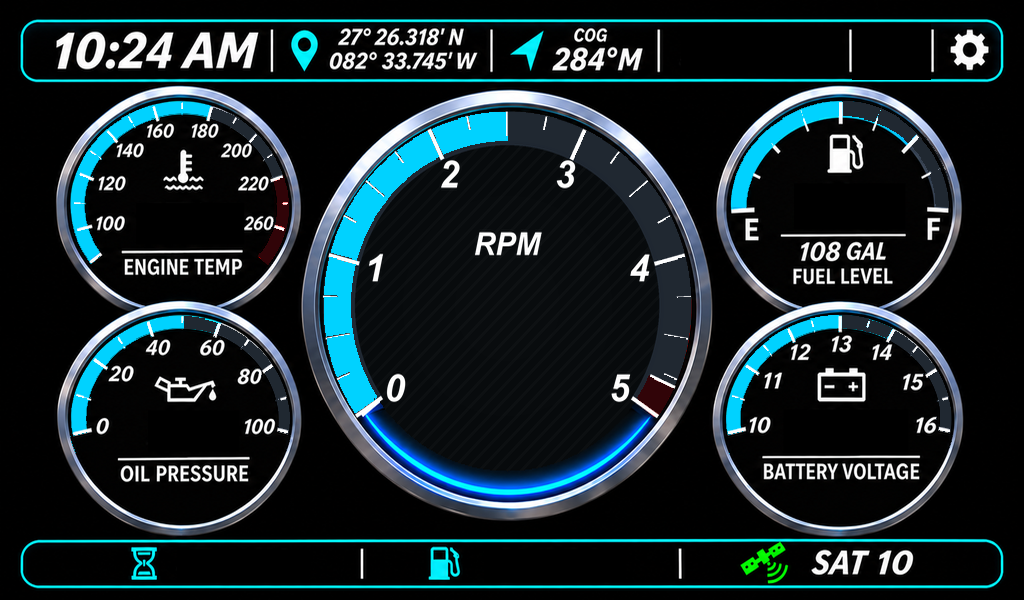 10:24 AM
27° 26.318' N
082° 33.745' W
COG
284°M
160 180
140 200
120 220
100 260
ENGINE TEMP
2 3
1 4
0 5
RPM
E F
108 GAL
FUEL LEVEL
40 60
20 80
0 100
OIL PRESSURE
12 13 14
11 15
10 16
BATTERY VOLTAGE
SAT 10